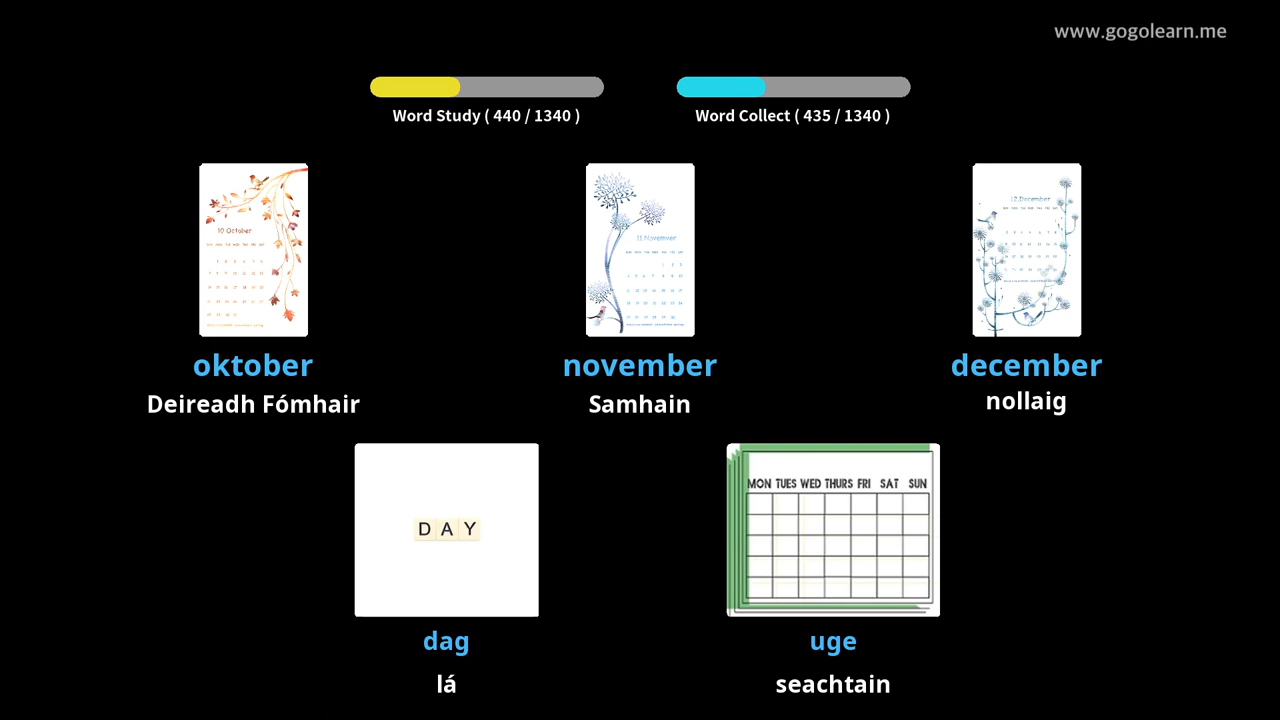 www.gogolearn.me
Word Study ( 440 / 1340 )
Word Collect ( 435 / 1340 )
10 October
11.November
12.December
oktober
november
december
Deireadh Fómhair
Samhain
nollaig
DAY
MON TUES WED THURS FRI SAT SUN
dag
uge
lá
seachtain